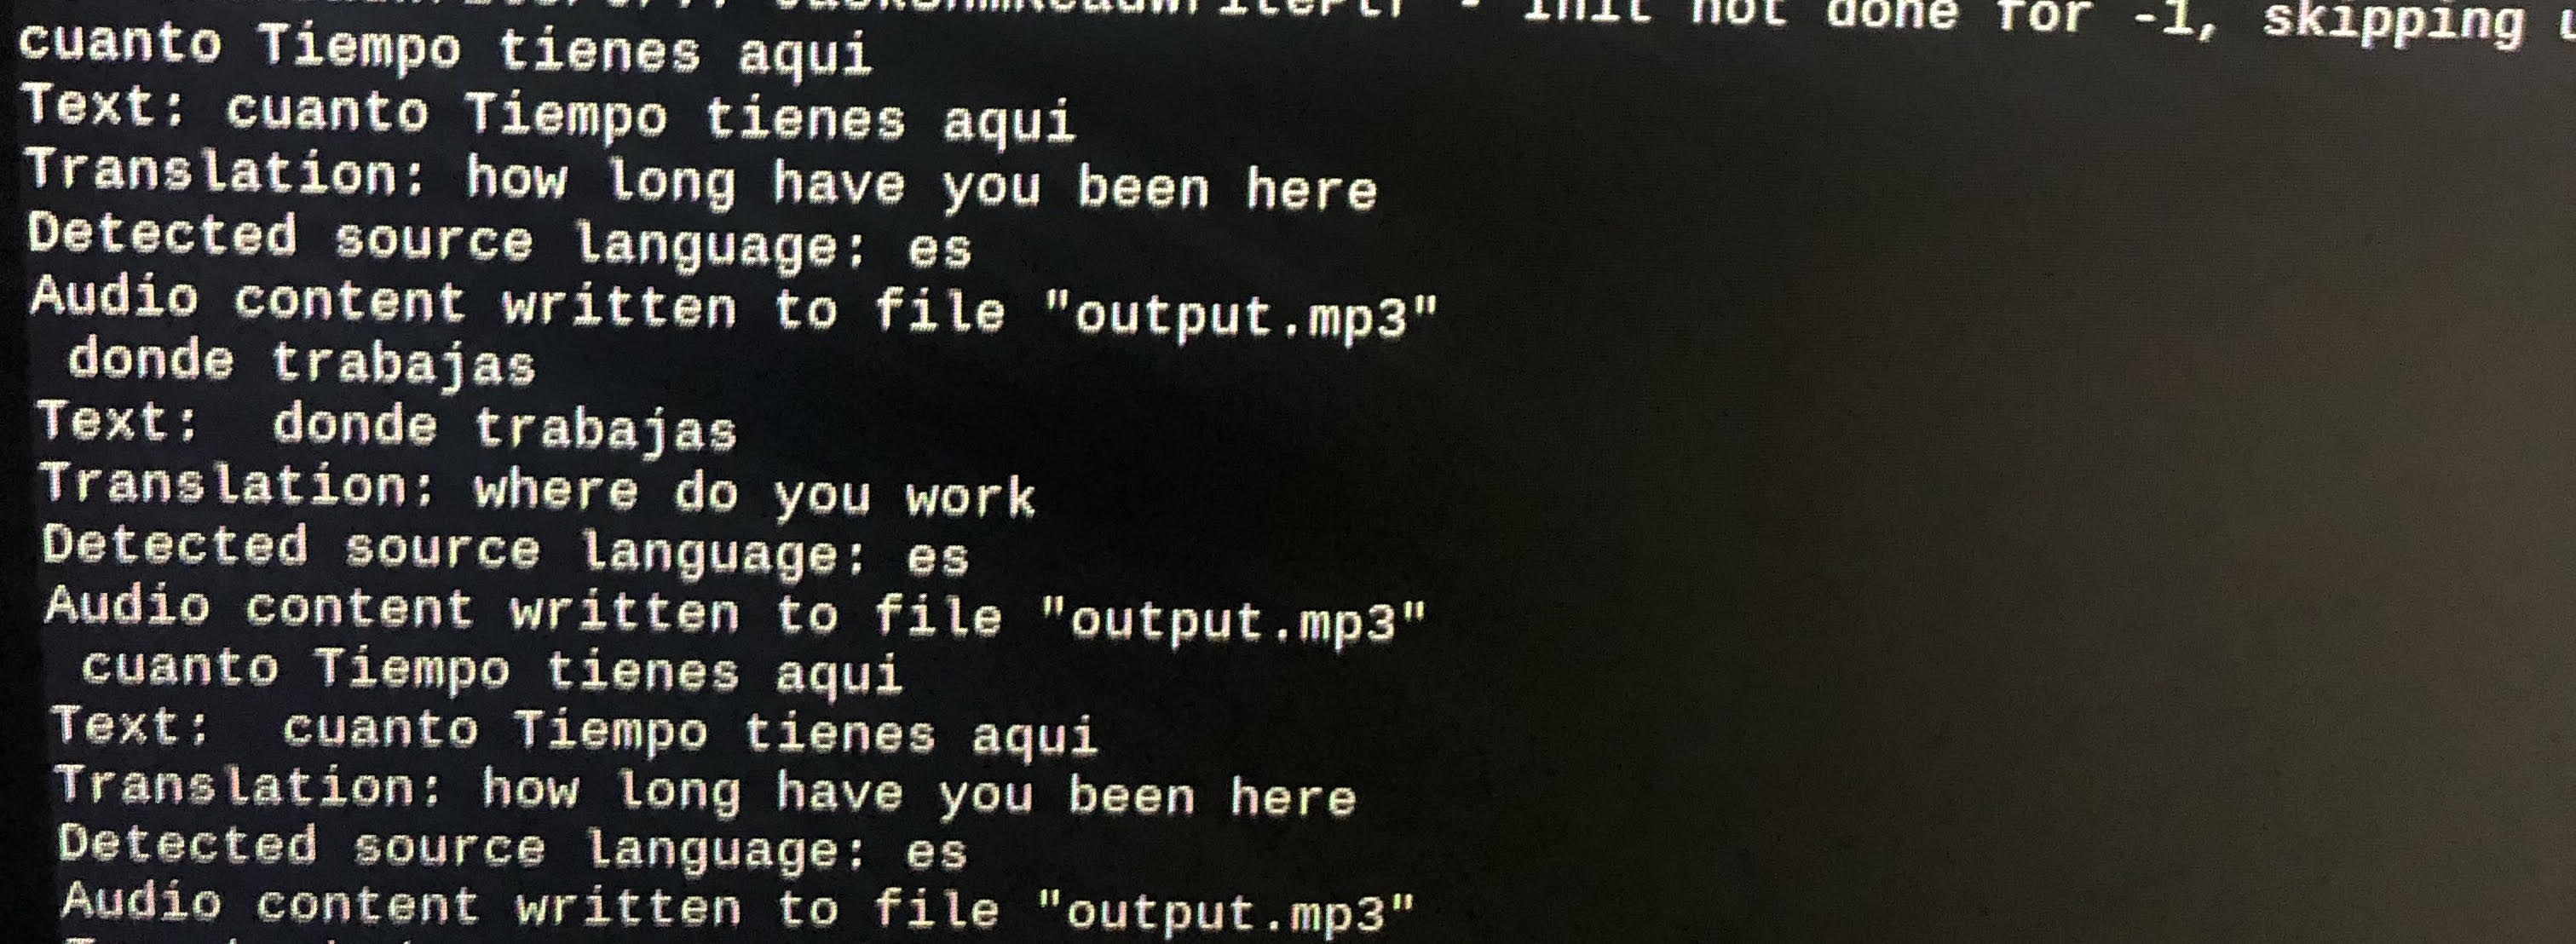 - init not done for -1, skipping
cuanto Tiempo tienes aqui
Text: cuanto Tiempo tienes aqui
Translation: how long have you been here
Detected source language: es
Audio content written to file "output.mp3"
donde trabajas
Text:  donde trabajas
Translation: where do you work
Detected source language: es
Audio content written to file "output.mp3"
cuanto Tiempo tienes aqui
Text:  cuanto Tiempo tienes aqui
Translation: how long have you been here
Detected source language: es
Audio content written to file "output.mp3"